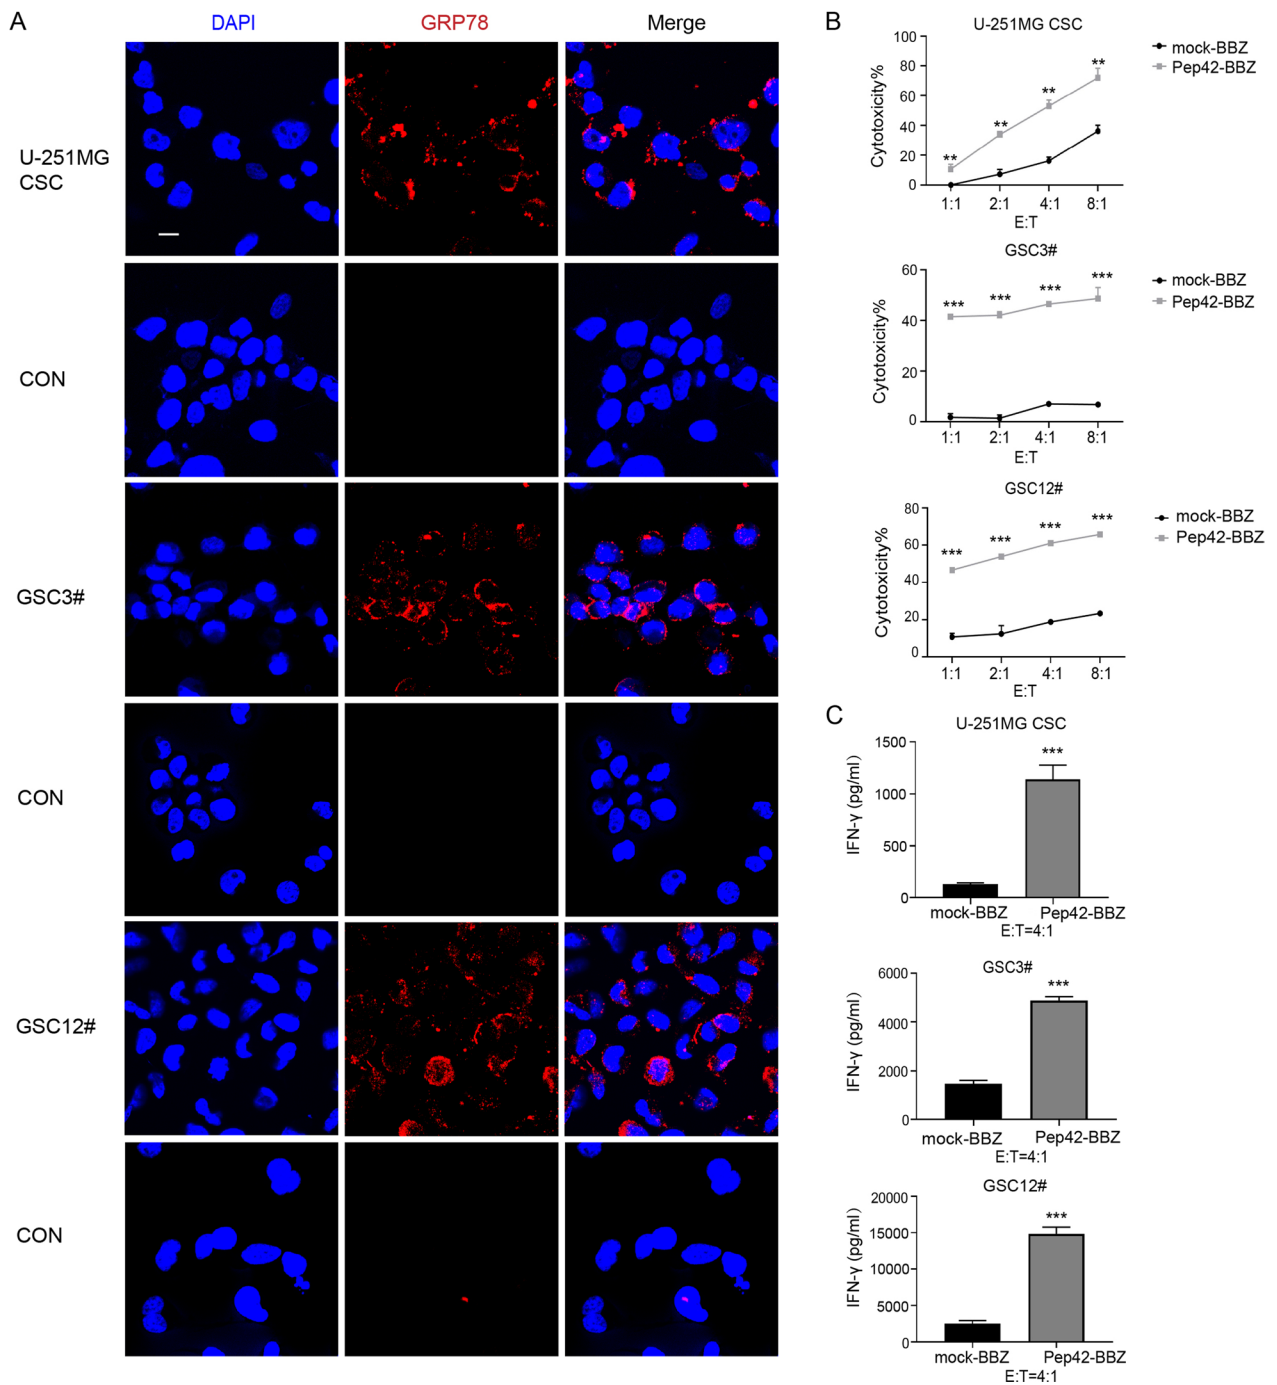 A
DAPI
GRP78
Merge
U-251MG
CSC
CON
GSC3#
CON
GSC12#
CON
B
U-251MG CSC
Cytotoxicity%
100
80
60
40
20
0
**
**
**
**
1:1
2:1
4:1
8:1
E:T
mock-BBZ
Pep42-BBZ
GSC3#
Cytotoxicity%
60
40
20
0
***
***
***
***
1:1
2:1
4:1
8:1
E:T
mock-BBZ
Pep42-BBZ
GSC12#
Cytotoxicity%
80
60
40
20
0
***
***
***
***
1:1
2:1
4:1
8:1
E:T
mock-BBZ
Pep42-BBZ
C
U-251MG CSC
IFN-γ (pg/ml)
1500
1000
500
0
***
mock-BBZ
Pep42-BBZ
E:T=4:1
GSC3#
IFN-γ (pg/ml)
6000
4000
2000
0
***
mock-BBZ
Pep42-BBZ
E:T=4:1
GSC12#
IFN-γ (pg/ml)
20000
15000
10000
5000
0
***
mock-BBZ
Pep42-BBZ
E:T=4:1